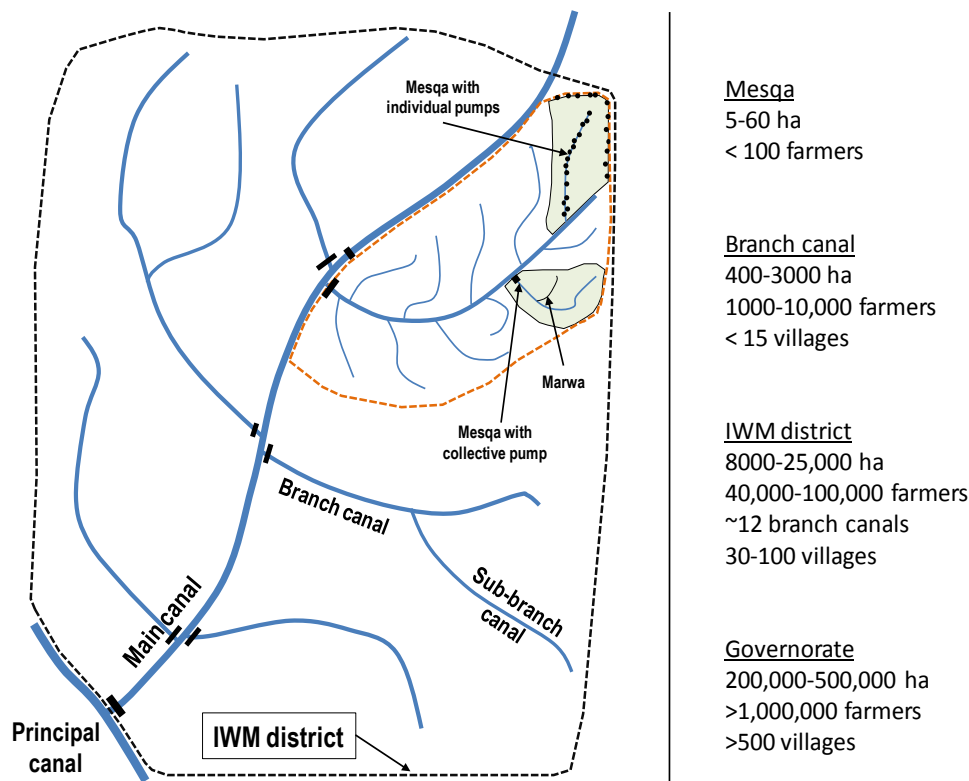 Mesqa with
individual pumps
Marwa
Mesqa with
collective pump
Branch canal
Sub-branch
canal
Main canal
Principal
canal
IWM district
Mesqa
5-60 ha
< 100 farmers
Branch canal
400-3000 ha
1000-10,000 farmers
< 15 villages
IWM district
8000-25,000 ha
40,000-100,000 farmers
~12 branch canals
30-100 villages
Governorate
200,000-500,000 ha
>1,000,000 farmers
>500 villages